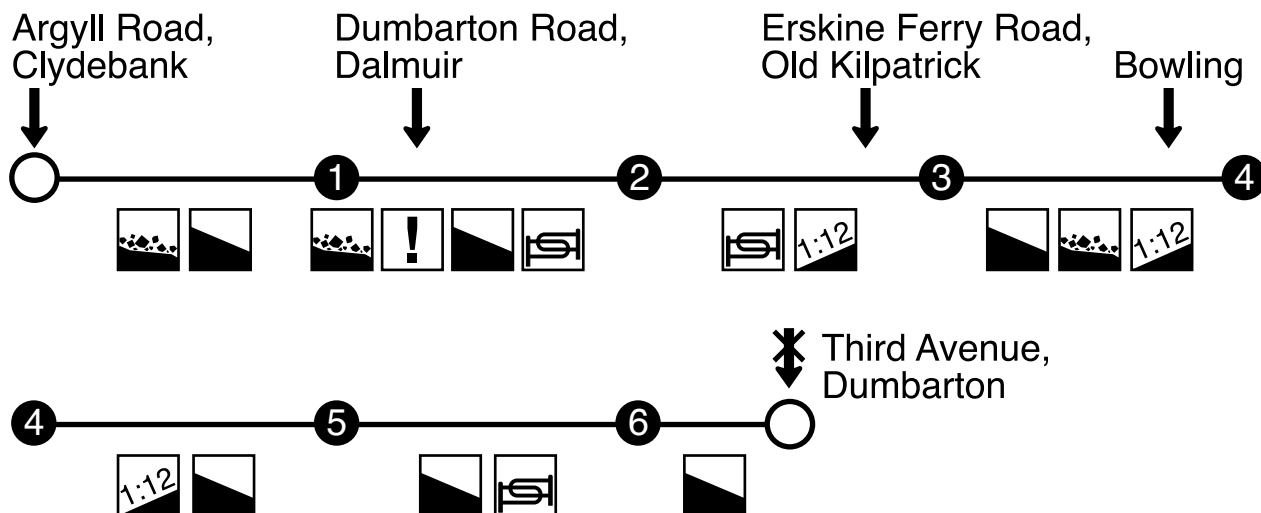 Argyll Road,
Clydebank
Dumbarton Road,
Dalmuir
Erskine Ferry Road,
Old Kilpatrick
Bowling
1
2
3
4
!
1:12
1:12
Third Avenue,
Dumbarton
4
5
6
1:12